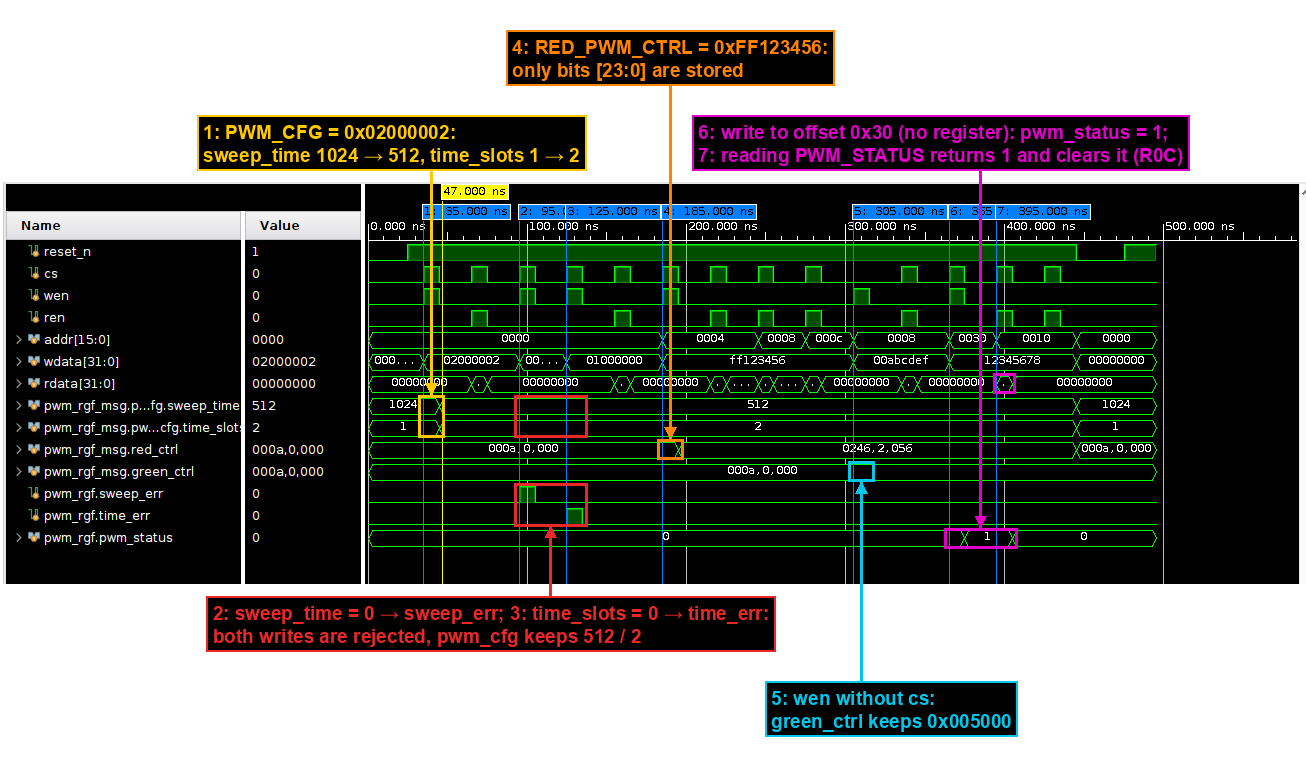 4: RED_PWM_CTRL = 0xFF123456:
only bits [23:0] are stored
1: PWM_CFG = 0x02000002:
sweep_time 1024 → 512, time_slots 1 → 2
6: write to offset 0x30 (no register): pwm_status = 1;
7: reading PWM_STATUS returns 1 and clears it (R0C)
47.000 ns
1: 35.000 ns 2: 95.0 3: 125.000 ns 4: 185.000 ns 5: 305.000 ns 6: 365 7: 395.000 ns
Name Value 0.000 ns 100.000 ns 200.000 ns 300.000 ns 400.000 ns 500.000 ns
reset_n 1
cs 0
wen 0
ren 0
addr[15:0] 0000 0000 0004 0008 000c 0008 0030 0010 0000
wdata[31:0] 02000002 000... 02000002 00... 01000000 ff123456 00abcdef 12345678 00000000
rdata[31:0] 00000000 00000000 . 00000000 . 00000000 . ... . ... . 00000000 . 00000000 . 00000000
pwm_rgf_msg.p...fg.sweep_time 512 1024 512 1024
pwm_rgf_msg.pw...cfg.time_slots 2 1 2 1
pwm_rgf_msg.red_ctrl 000a,0,000 000a,0,000 0246,2,056 000a,0,000
pwm_rgf_msg.green_ctrl 000a,0,000 000a,0,000
pwm_rgf.sweep_err 0
pwm_rgf.time_err 0
pwm_rgf.pwm_status 0 0 1 0
2: sweep_time = 0 → sweep_err; 3: time_slots = 0 → time_err:
both writes are rejected, pwm_cfg keeps 512 / 2
5: wen without cs:
green_ctrl keeps 0x005000